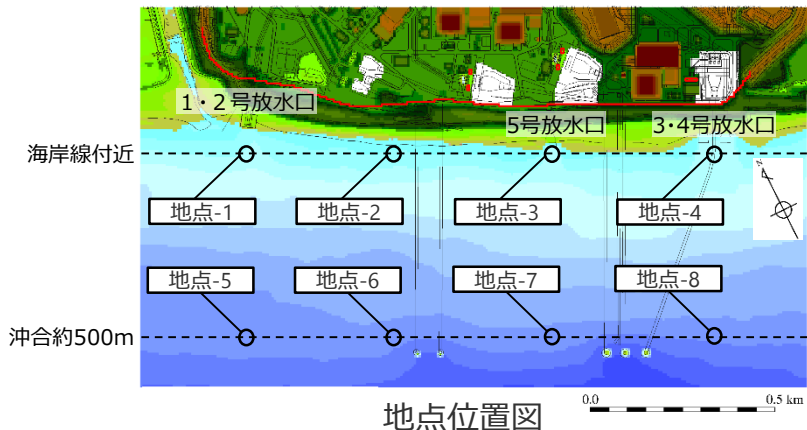 1・2号放水口
5号放水口
3・4号放水口
海岸線付近
地点-1
地点-2
地点-3
地点-4
N
地点-5
地点-6
地点-7
地点-8
沖合約500m
地点位置図
0.0
0.5 km